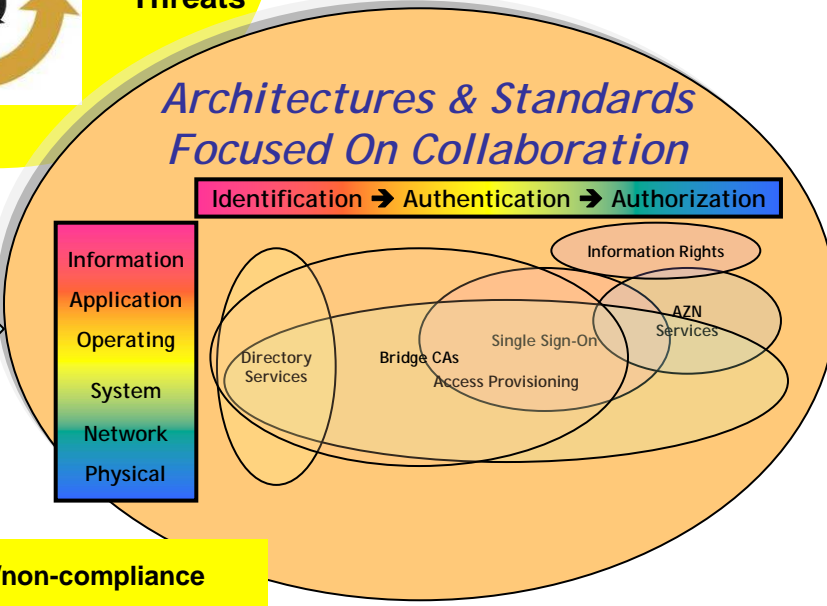 Threats
Architectures & Standards
Focused On Collaboration
Identification ➔ Authentication ➔ Authorization
Information
Application
Operating
System
Network
Physical
Information Rights
AZN
Services
Single Sign-On
Directory
Services
Bridge CAs
Access Provisioning
/non-compliance